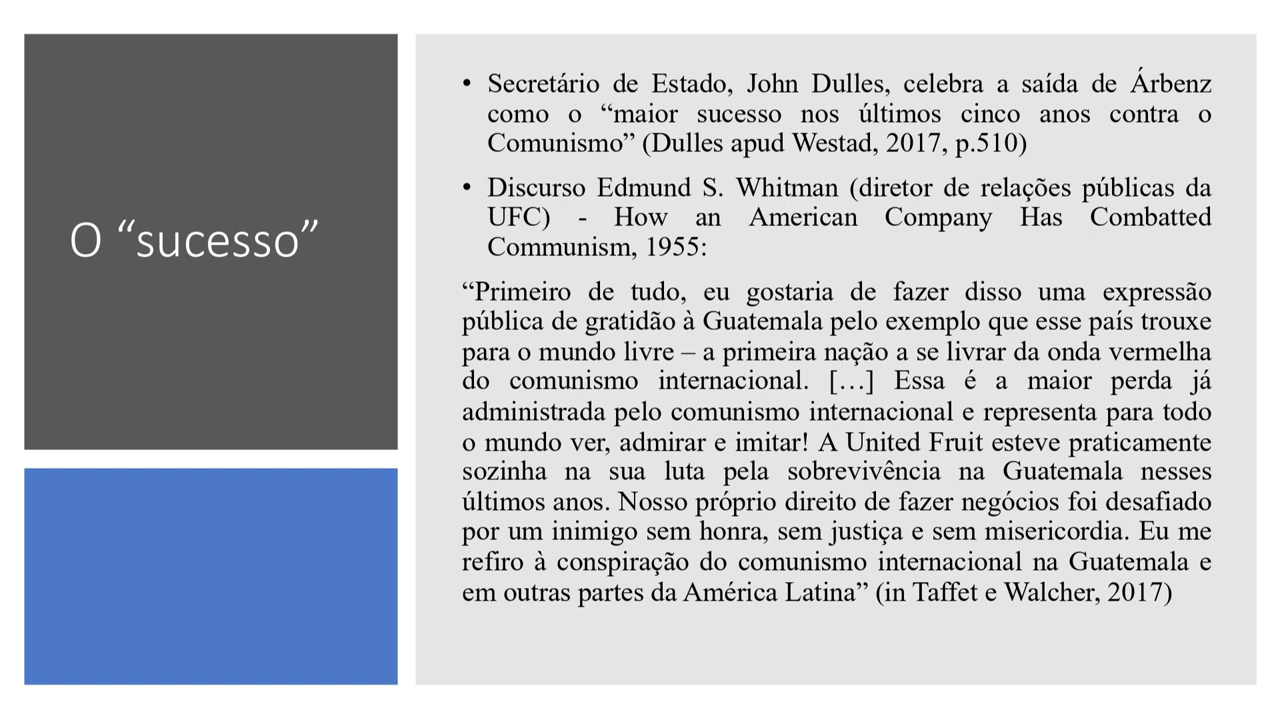 O “sucesso”
• Secretário de Estado, John Dulles, celebra a saída de Árbenz
como o “maior sucesso nos últimos cinco anos contra o
Comunismo” (Dulles apud Westad, 2017, p.510)
• Discurso Edmund S. Whitman (diretor de relações públicas da
UFC) - How an American Company Has Combatted
Communism, 1955:
“Primeiro de tudo, eu gostaria de fazer disso uma expressão
pública de gratidão à Guatemala pelo exemplo que esse país trouxe
para o mundo livre – a primeira nação a se livrar da onda vermelha
do comunismo internacional. […] Essa é a maior perda já
administrada pelo comunismo internacional e representa para todo
o mundo ver, admirar e imitar! A United Fruit esteve praticamente
sozinha na sua luta pela sobrevivência na Guatemala nesses
últimos anos. Nosso próprio direito de fazer negócios foi desafiado
por um inimigo sem honra, sem justiça e sem misericordia. Eu me
refiro à conspiração do comunismo internacional na Guatemala e
em outras partes da América Latina” (in Taffet e Walcher, 2017)